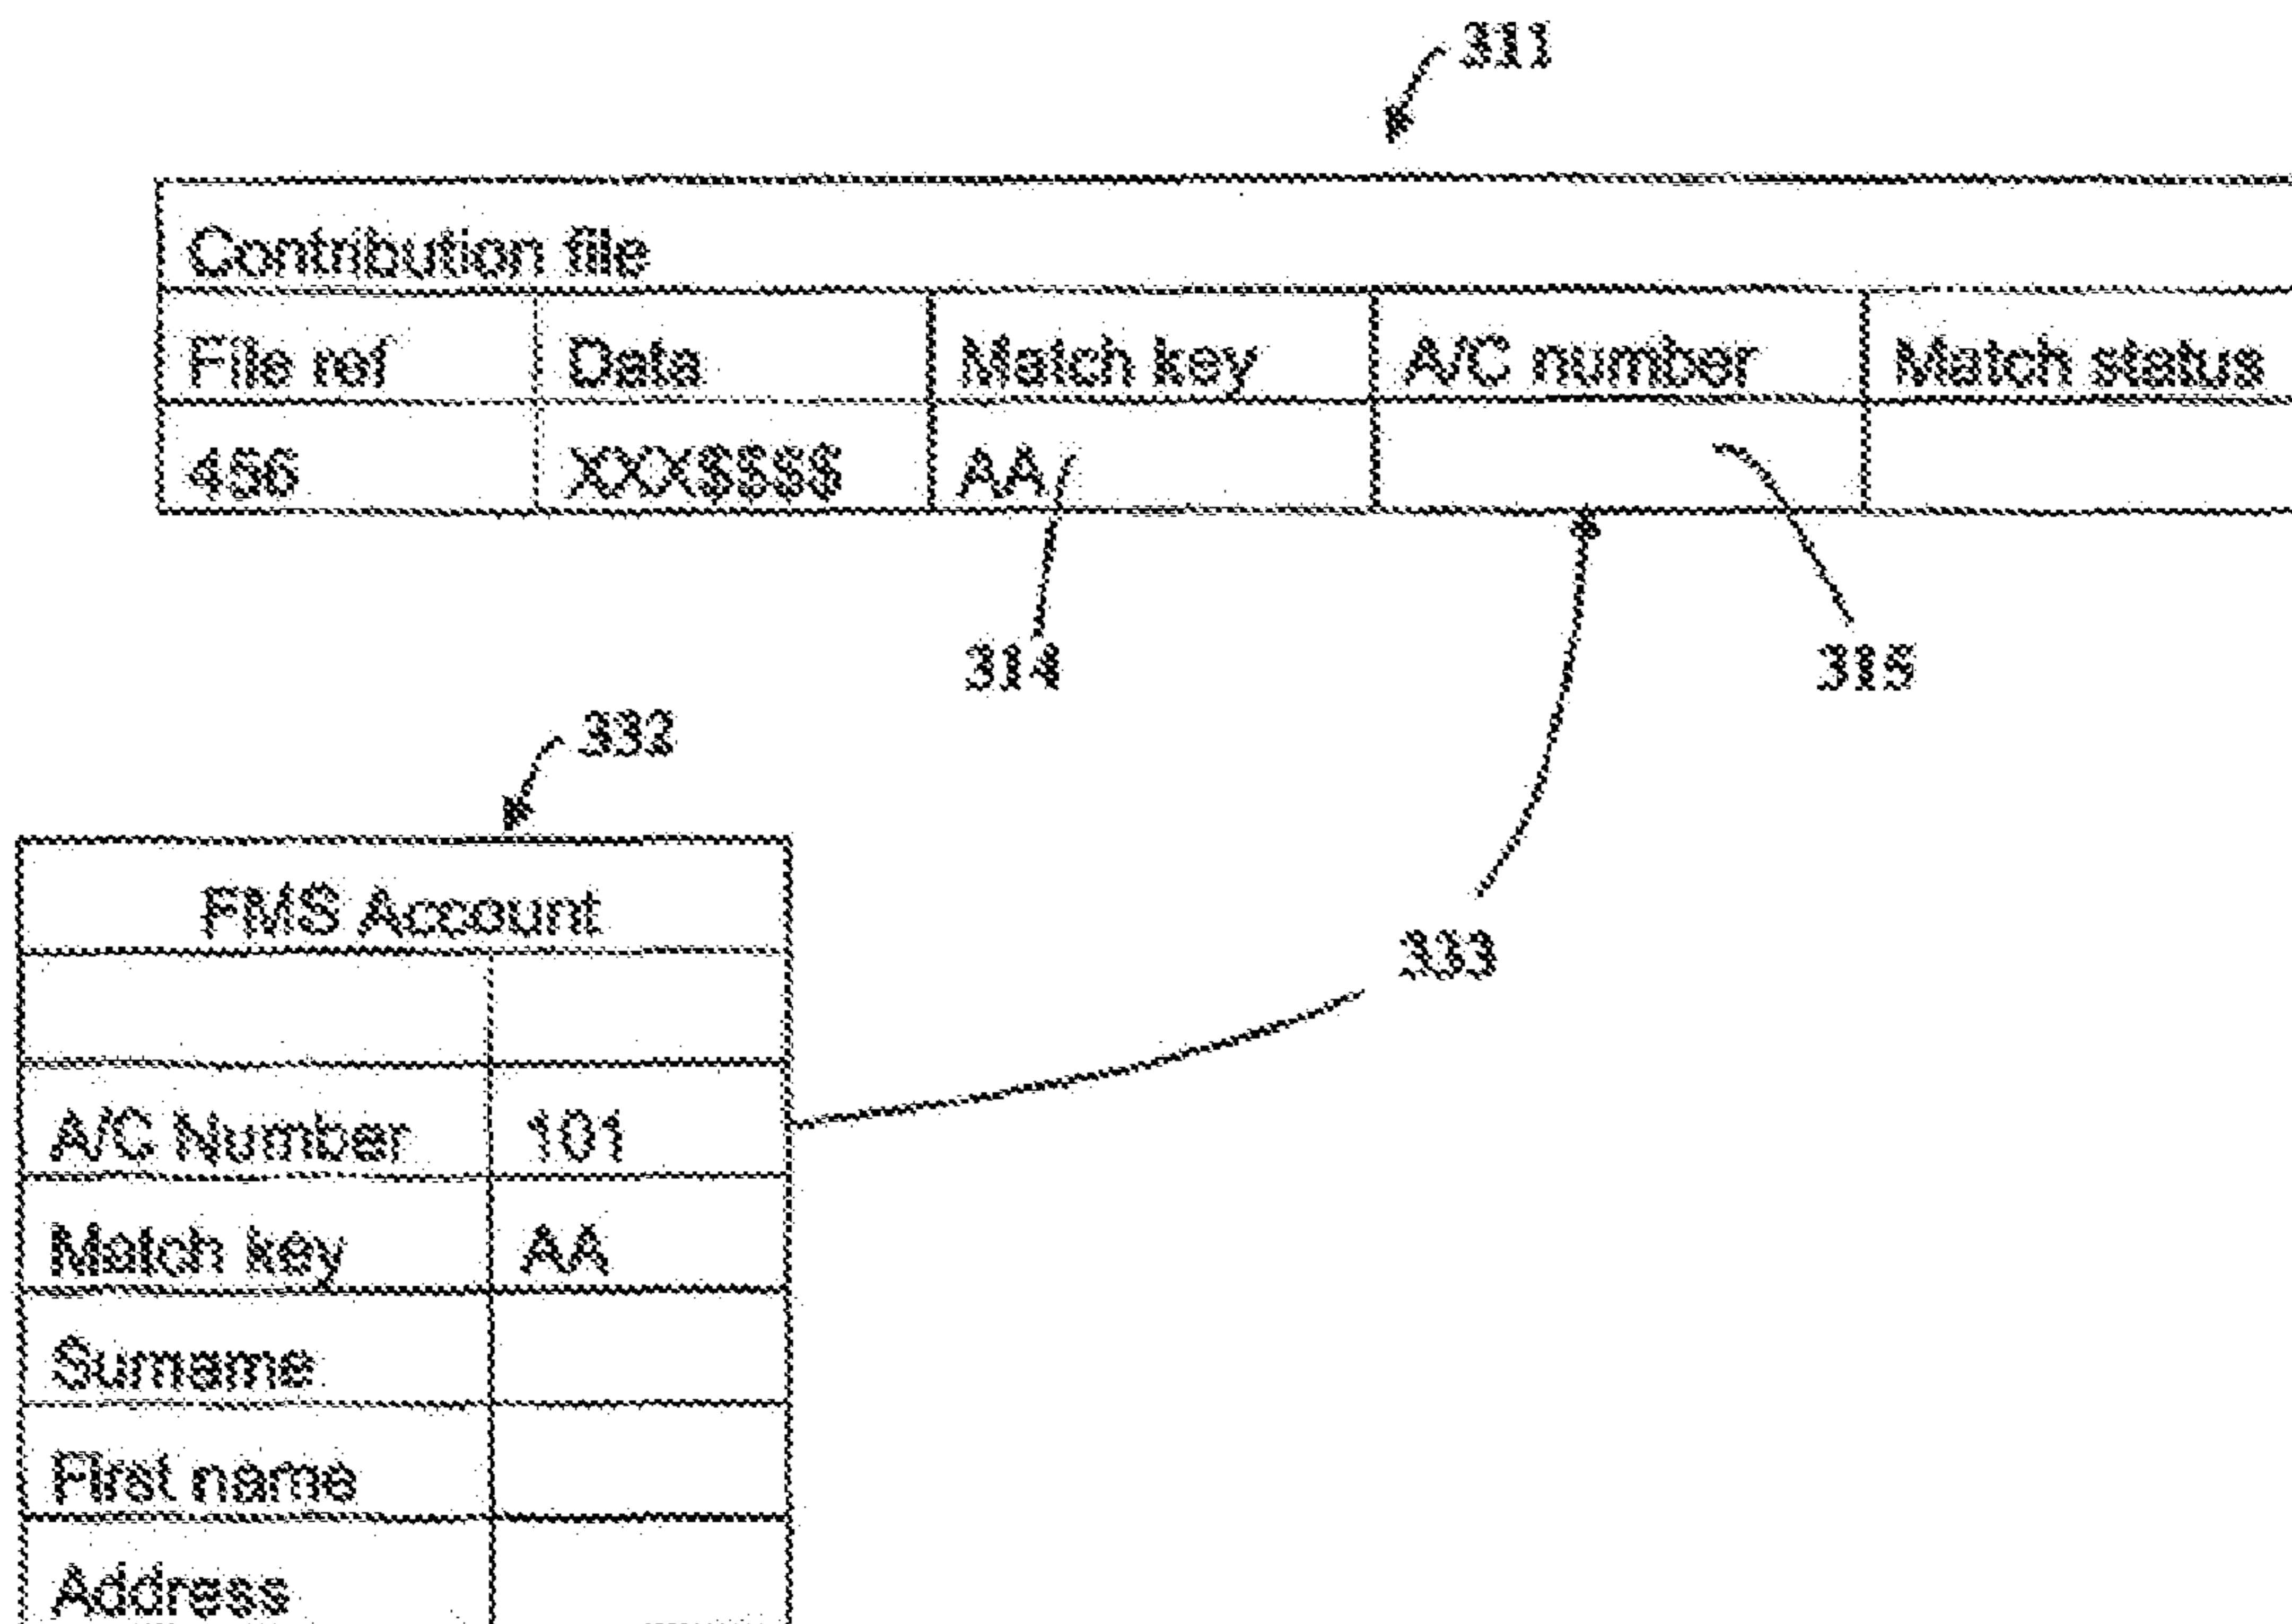 311
Contribution file
File ref Data Match key A/C number Match status
456 XXX$$$$ AA
314 315
332
FMS Account
333
A/C Number 101
Match key AA
Surname
First name
Address